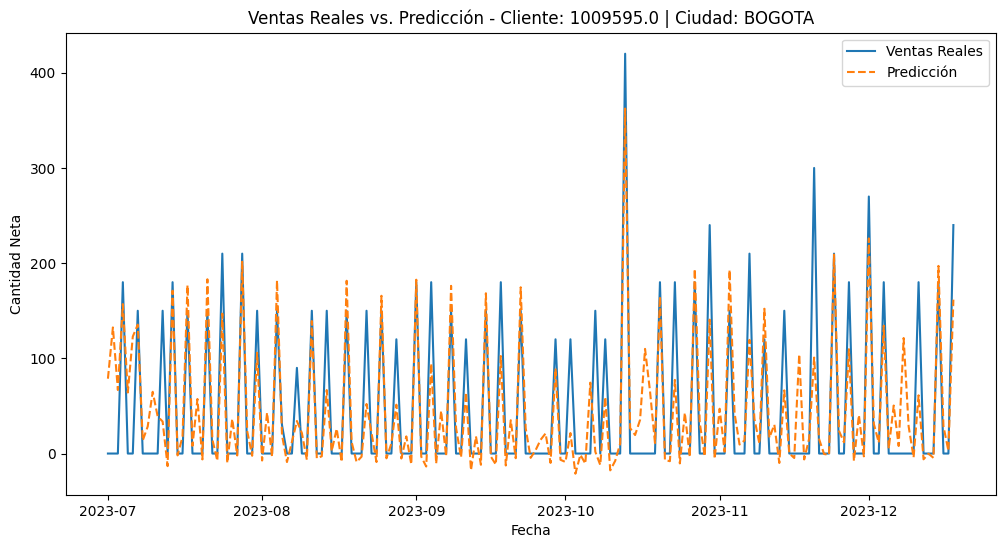 Ventas Reales vs. Predicción - Cliente: 1009595.0 | Ciudad: BOGOTA
Ventas Reales
Predicción
Cantidad Neta
400
300
200
100
0
2023-07
2023-08
2023-09
2023-10
2023-11
2023-12
Fecha